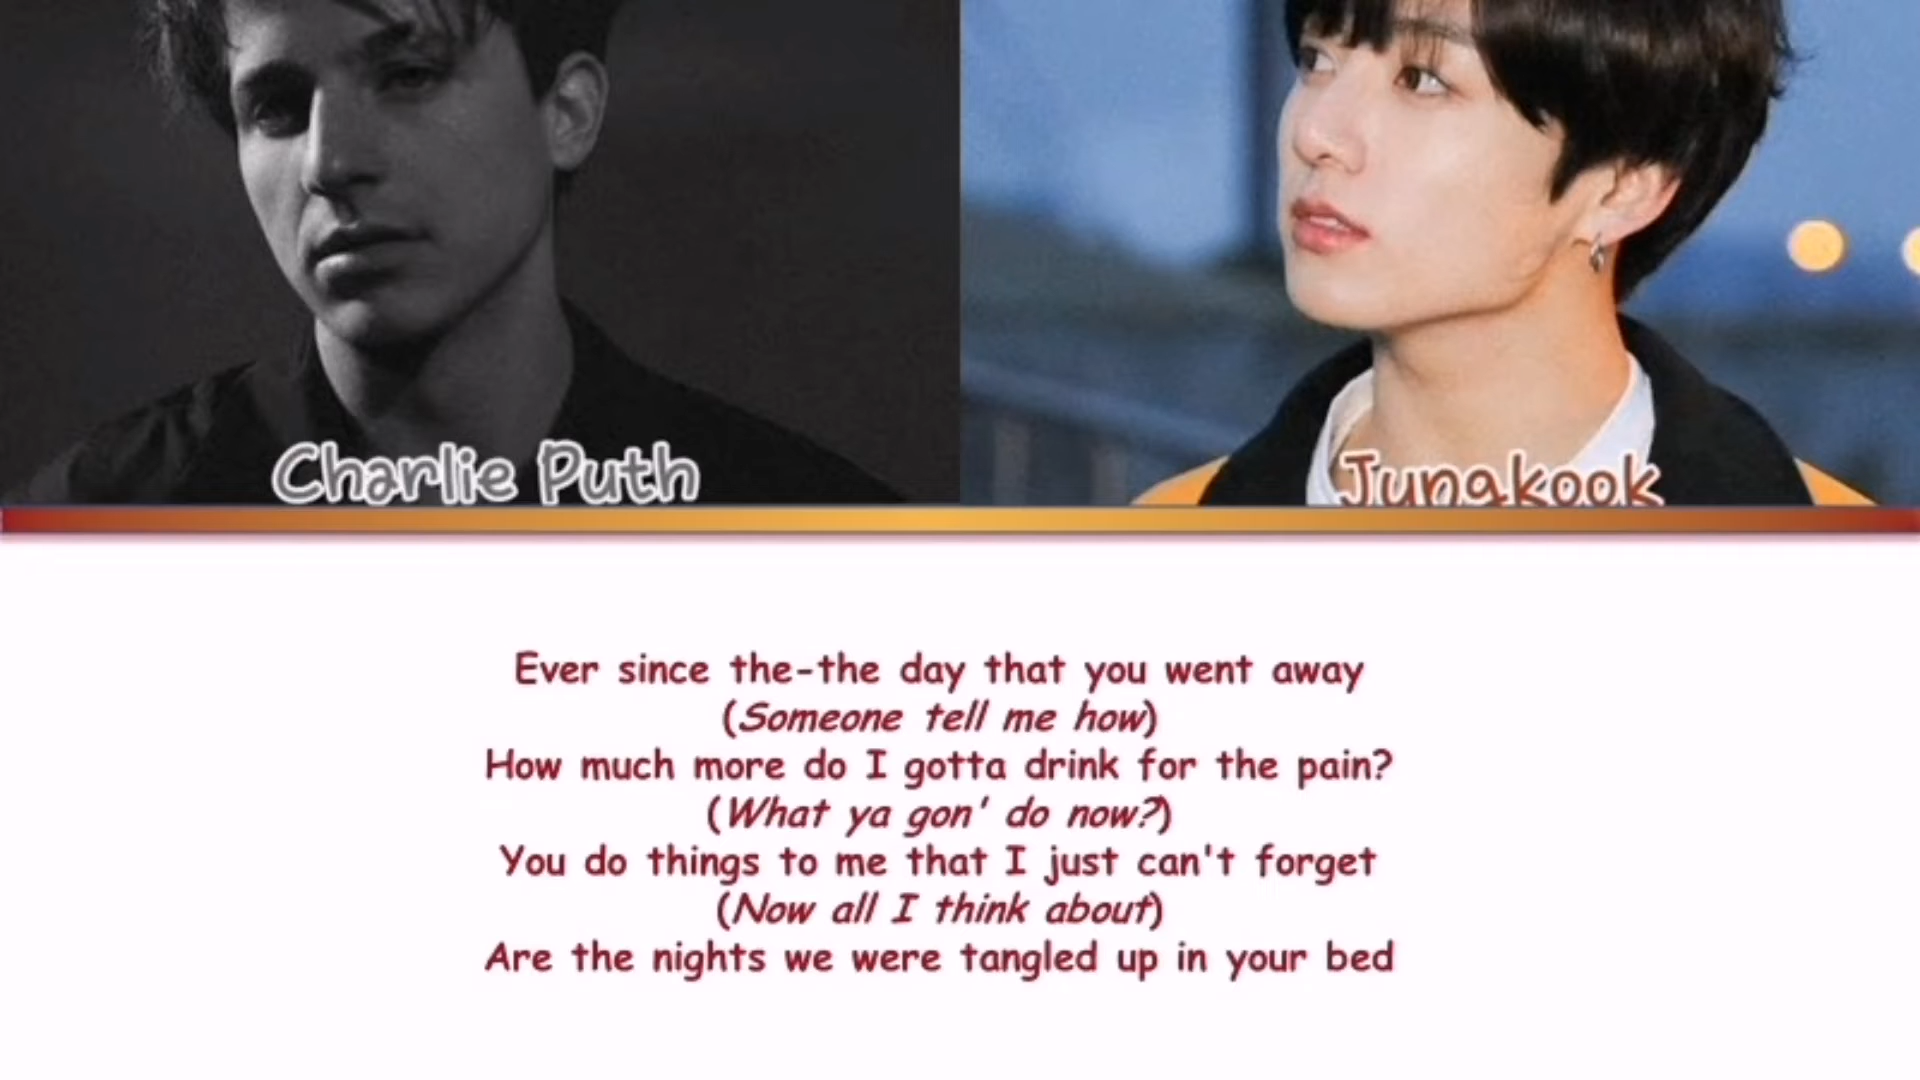 Charlie Puth
Jungkook
Ever since the-the day that you went away
(Someone tell me how)
How much more do I gotta drink for the pain?
(What ya gon' do now?)
You do things to me that I just can't forget
(Now all I think about)
Are the nights we were tangled up in your bed